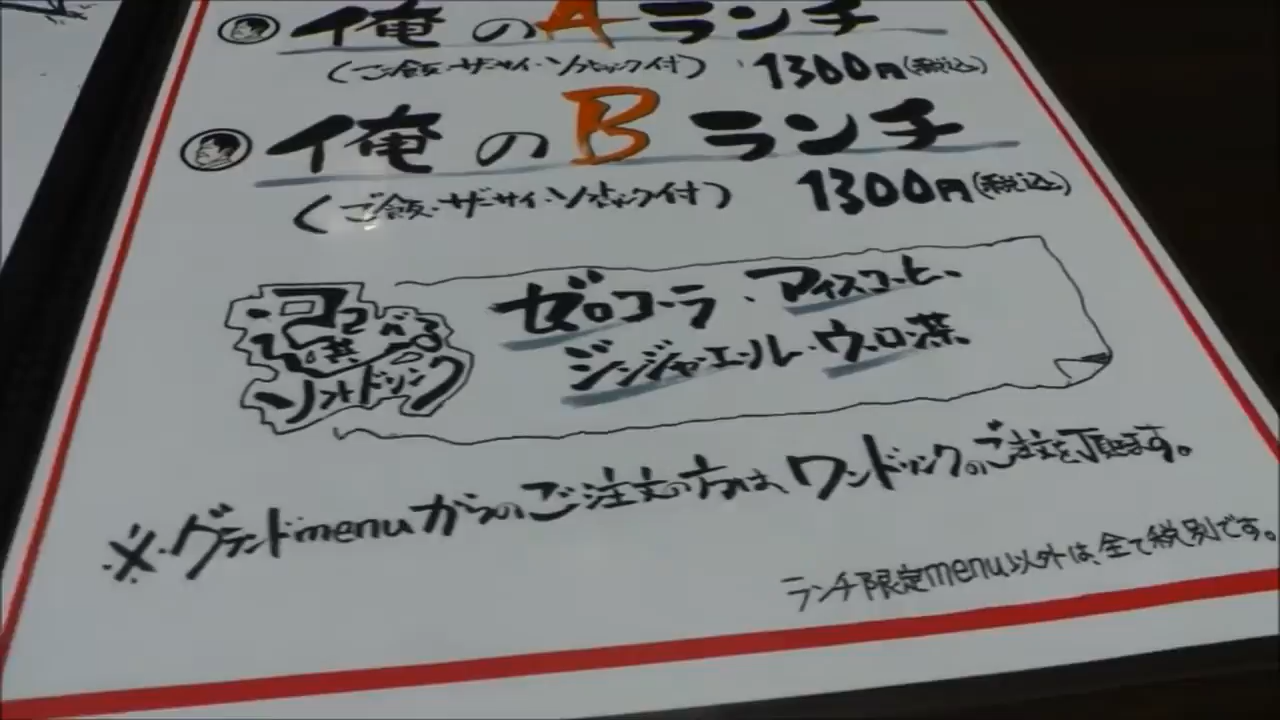 俺のAランチ
(ご飯・ザーサイ・ソフトドリンク付) 1300円(税込)
俺のBランチ
(ご飯・ザーサイ・ソフトドリンク付) 1300円(税込)
選べる
ソフトドリンク
ゼロコーラ・アイスコーヒー
ジンジャエール・ウーロン茶
※グランドmenuからのご注文の方は、ワンドリンクのご注文を頂きます。
ランチ限定menu以外は、全て税別です。